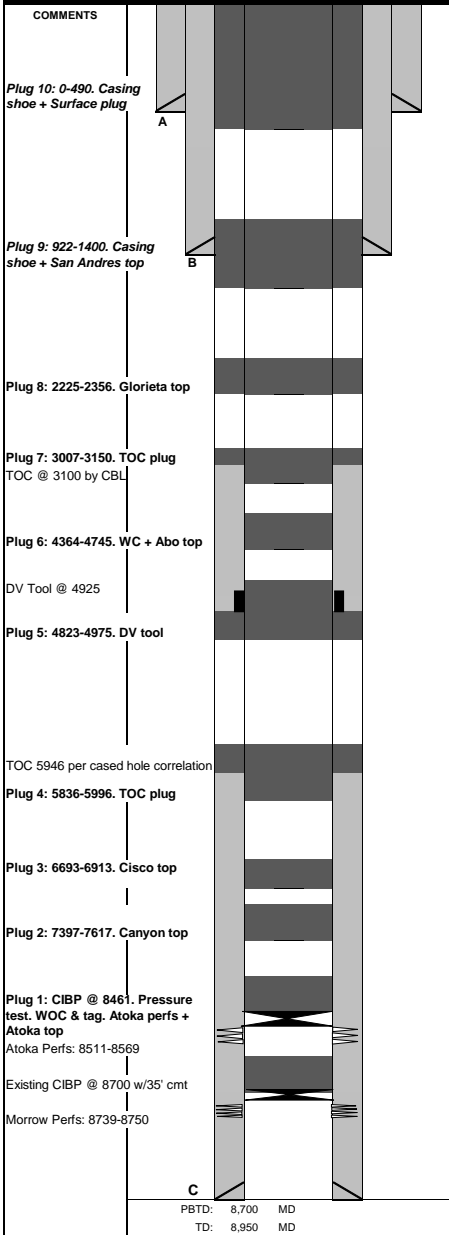 COMMENTS
Plug 10: 0-490. Casing
shoe + Surface plug
A
Plug 9: 922-1400. Casing
shoe + San Andres top
B
Plug 8: 2225-2356. Glorieta top
Plug 7: 3007-3150. TOC plug
TOC @ 3100 by CBL
Plug 6: 4364-4745. WC + Abo top
DV Tool @ 4925
Plug 5: 4823-4975. DV tool
TOC 5946 per cased hole correlation
Plug 4: 5836-5996. TOC plug
Plug 3: 6693-6913. Cisco top
Plug 2: 7397-7617. Canyon top
Plug 1: CIBP @ 8461. Pressure
test. WOC & tag. Atoka perfs +
Atoka top
Atoka Perfs: 8511-8569
Existing CIBP @ 8700 w/35' cmt
Morrow Perfs: 8739-8750
C
PBTD: 8,700 MD
TD: 8,950 MD